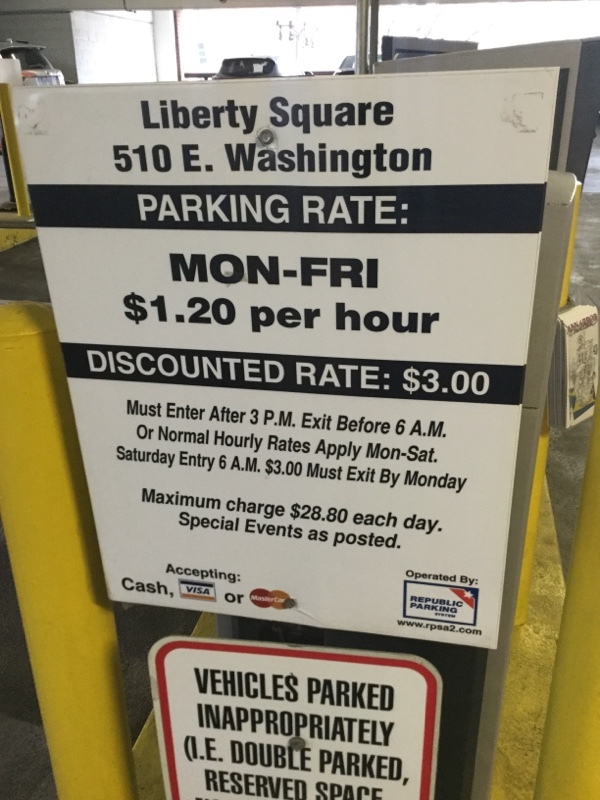 Liberty Square
510 E. Washington
PARKING RATE:
MON-FRI
$1.20 per hour
DISCOUNTED RATE: $3.00
Must Enter After 3 P.M. Exit Before 6 A.M.
Or Normal Hourly Rates Apply Mon-Sat.
Saturday Entry 6 A.M. $3.00 Must Exit By Monday
Maximum charge $28.80 each day.
Special Events as posted.
Accepting:
Cash, VISA or MasterCard
Operated By:
REPUBLIC
PARKING
SYSTEM
www.rpsa2.com
VEHICLES PARKED
INAPPROPRIATELY
(I.E. DOUBLE PARKED,
RESERVED SPACE